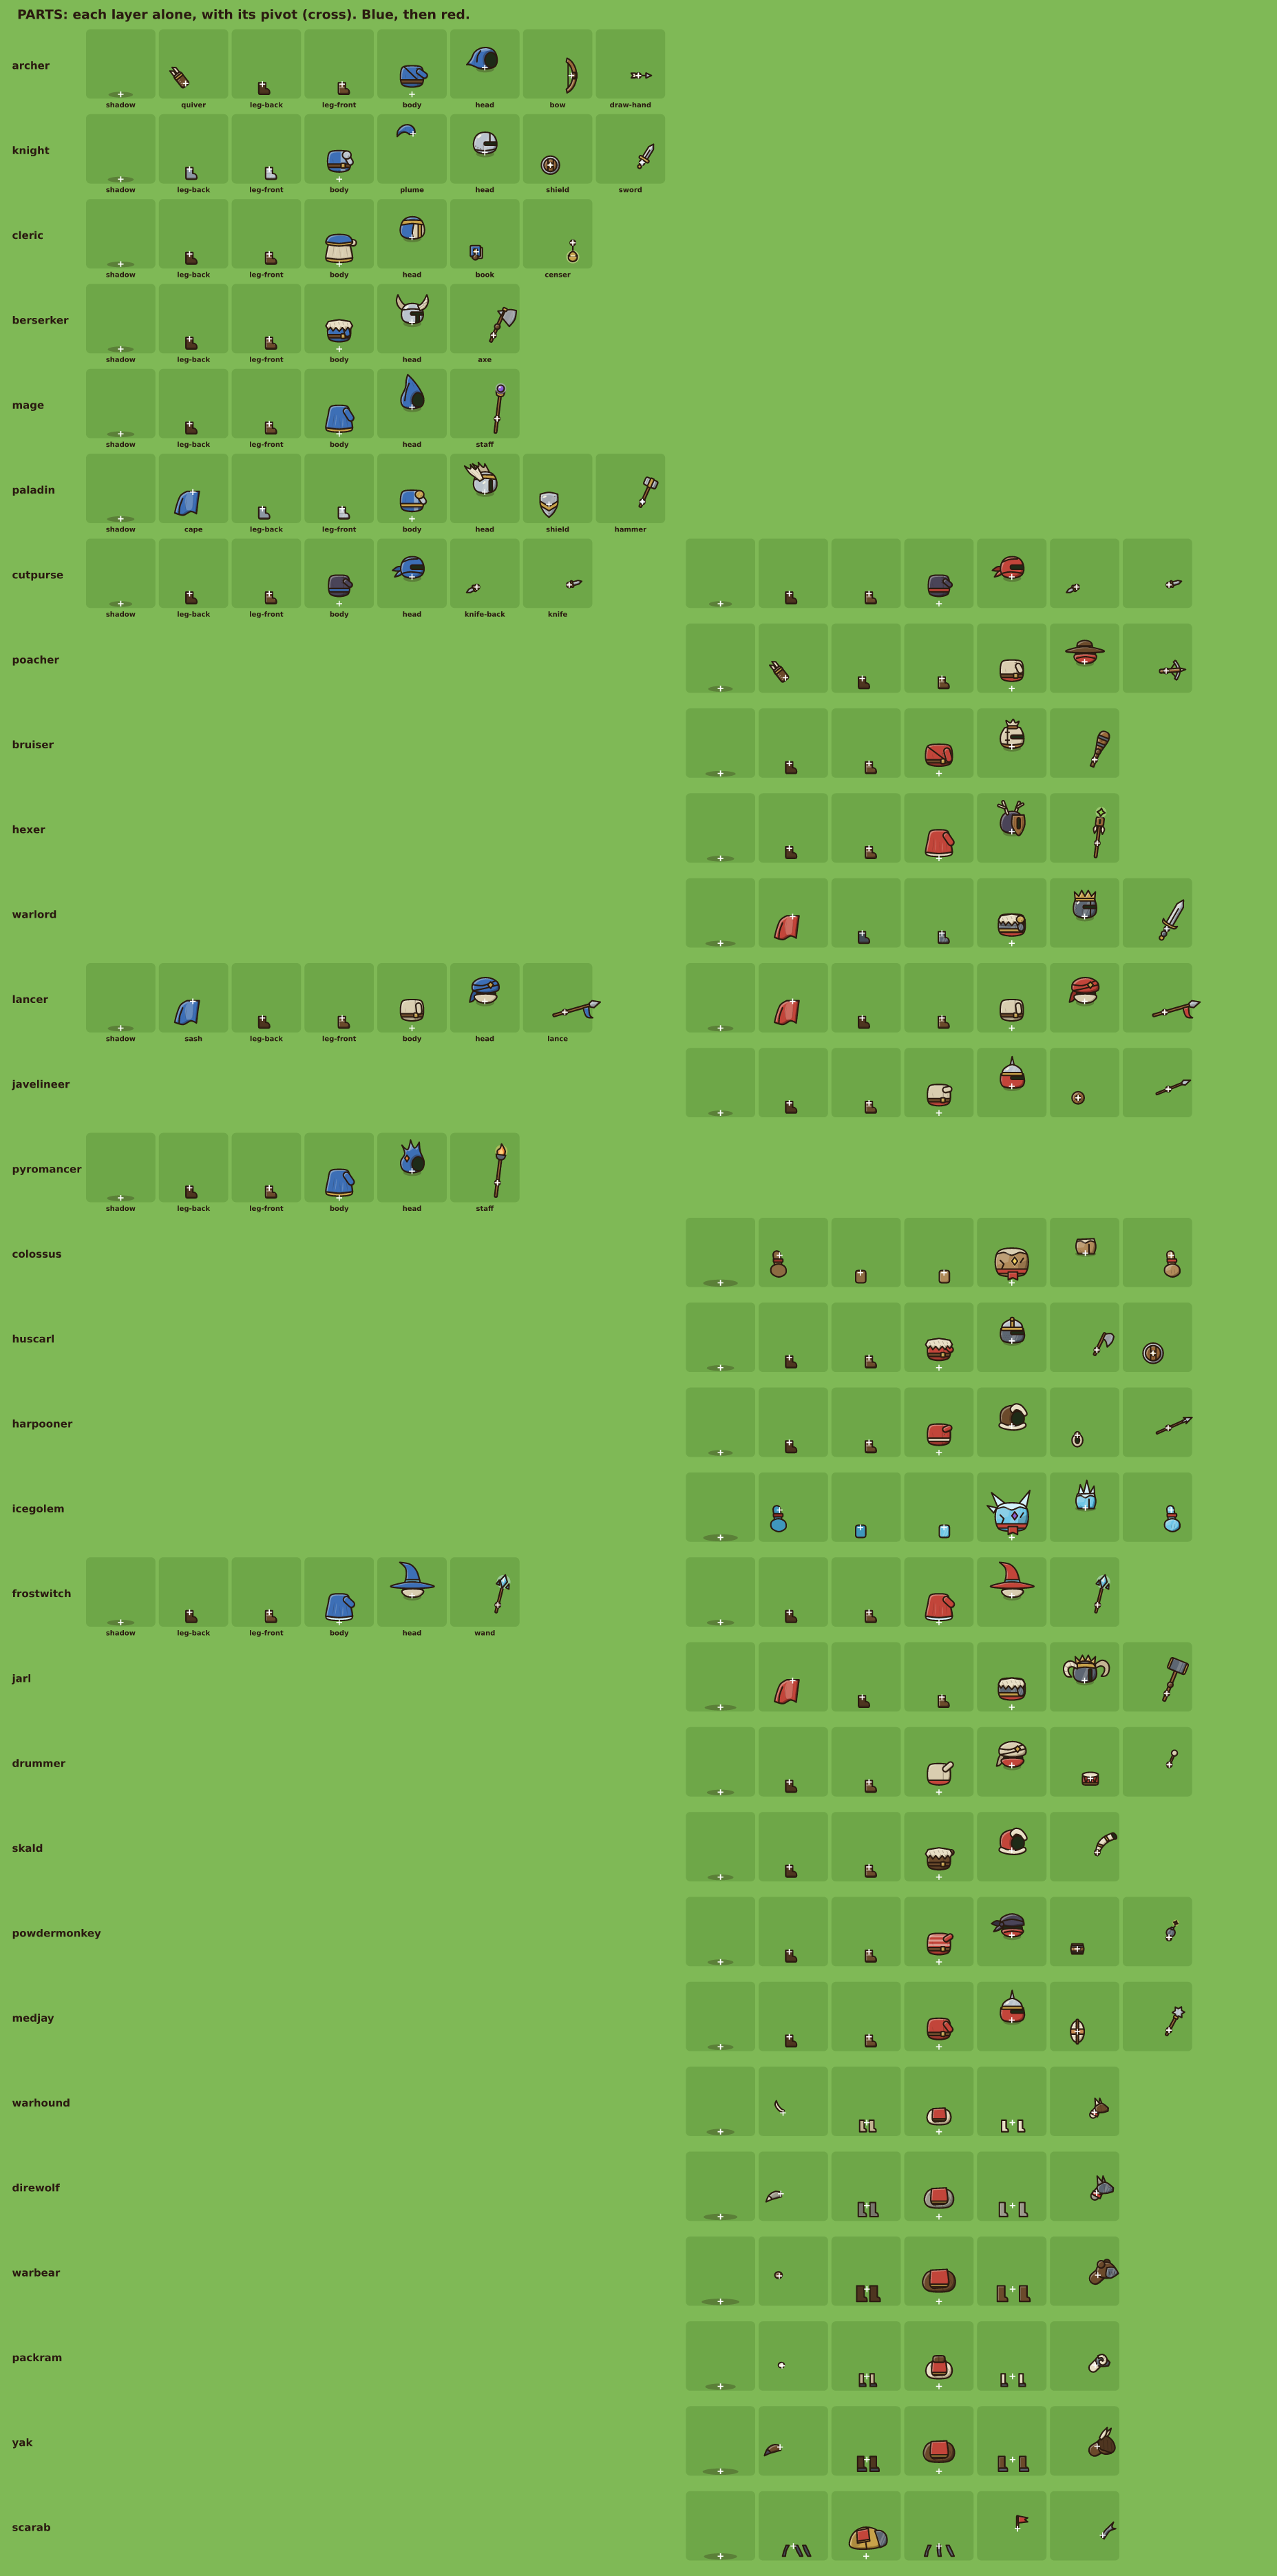 PARTS: each layer alone, with its pivot (cross). Blue, then red.
archer
shadow quiver leg-back leg-front body head bow draw-hand
knight
shadow leg-back leg-front body plume head shield sword
cleric
shadow leg-back leg-front body head book censer
berserker
shadow leg-back leg-front body head axe
mage
shadow leg-back leg-front body head staff
paladin
shadow cape leg-back leg-front body head shield hammer
cutpurse
shadow leg-back leg-front body head knife-back knife
poacher
bruiser
hexer
warlord
lancer
shadow sash leg-back leg-front body head lance
javelineer
pyromancer
shadow leg-back leg-front body head staff
colossus
huscarl
harpooner
icegolem
frostwitch
shadow leg-back leg-front body head wand
jarl
drummer
skald
powdermonkey
medjay
warhound
direwolf
warbear
packram
yak
scarab